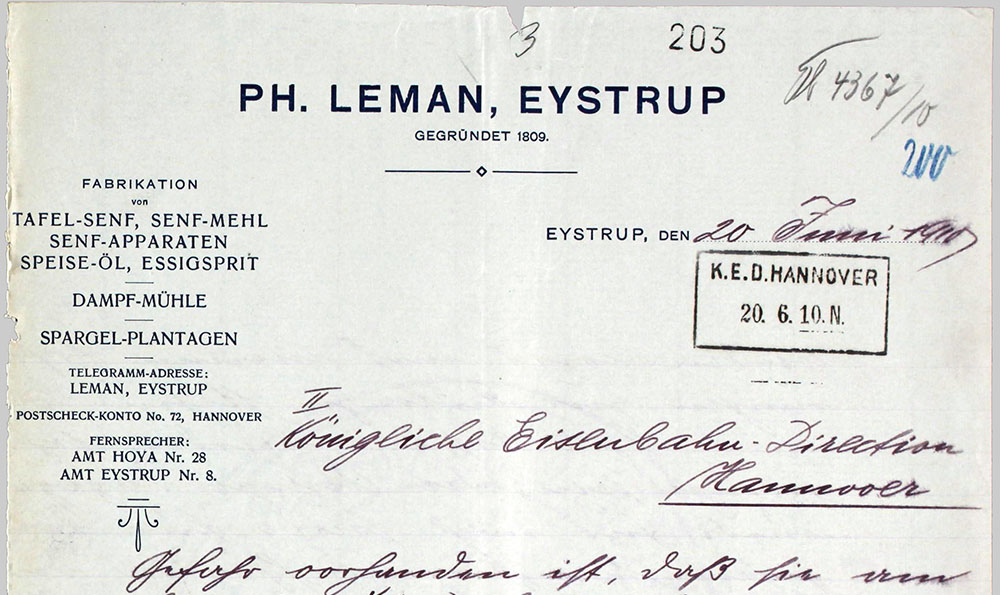 3
203
4367/10
200
PH. LEMAN, EYSTRUP
GEGRÜNDET 1809.
FABRIKATION
von
TAFEL-SENF, SENF-MEHL
SENF-APPARATEN
SPEISE-ÖL, ESSIGSPRIT
DAMPF-MÜHLE
SPARGEL-PLANTAGEN
TELEGRAMM-ADRESSE:
LEMAN, EYSTRUP
POSTSCHECK-KONTO No. 72, HANNOVER
FERNSPRECHER:
AMT HOYA Nr. 28
AMT EYSTRUP Nr. 8.
EYSTRUP, DEN 20 Juni 1910
K.E.D. HANNOVER
20. 6. 10. N.
II
Königliche Eisenbahn-Direction
Hannover
Gefahr vorhanden ist, daß sie am